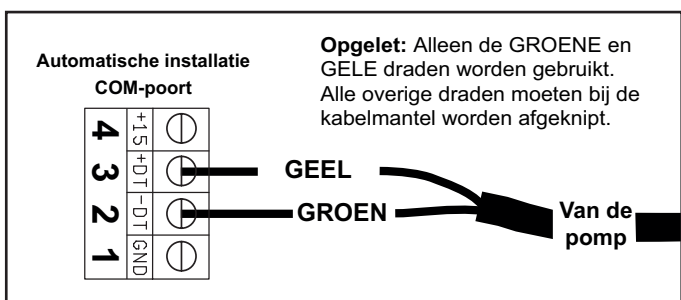 Automatische installatie
COM-poort
Opgelet: Alleen de GROENE en
GELE draden worden gebruikt.
Alle overige draden moeten bij de
kabelmantel worden afgeknipt.
4 +15
3 +DT
2 -DT
1 GND
GEEL
GROEN
Van de
pomp